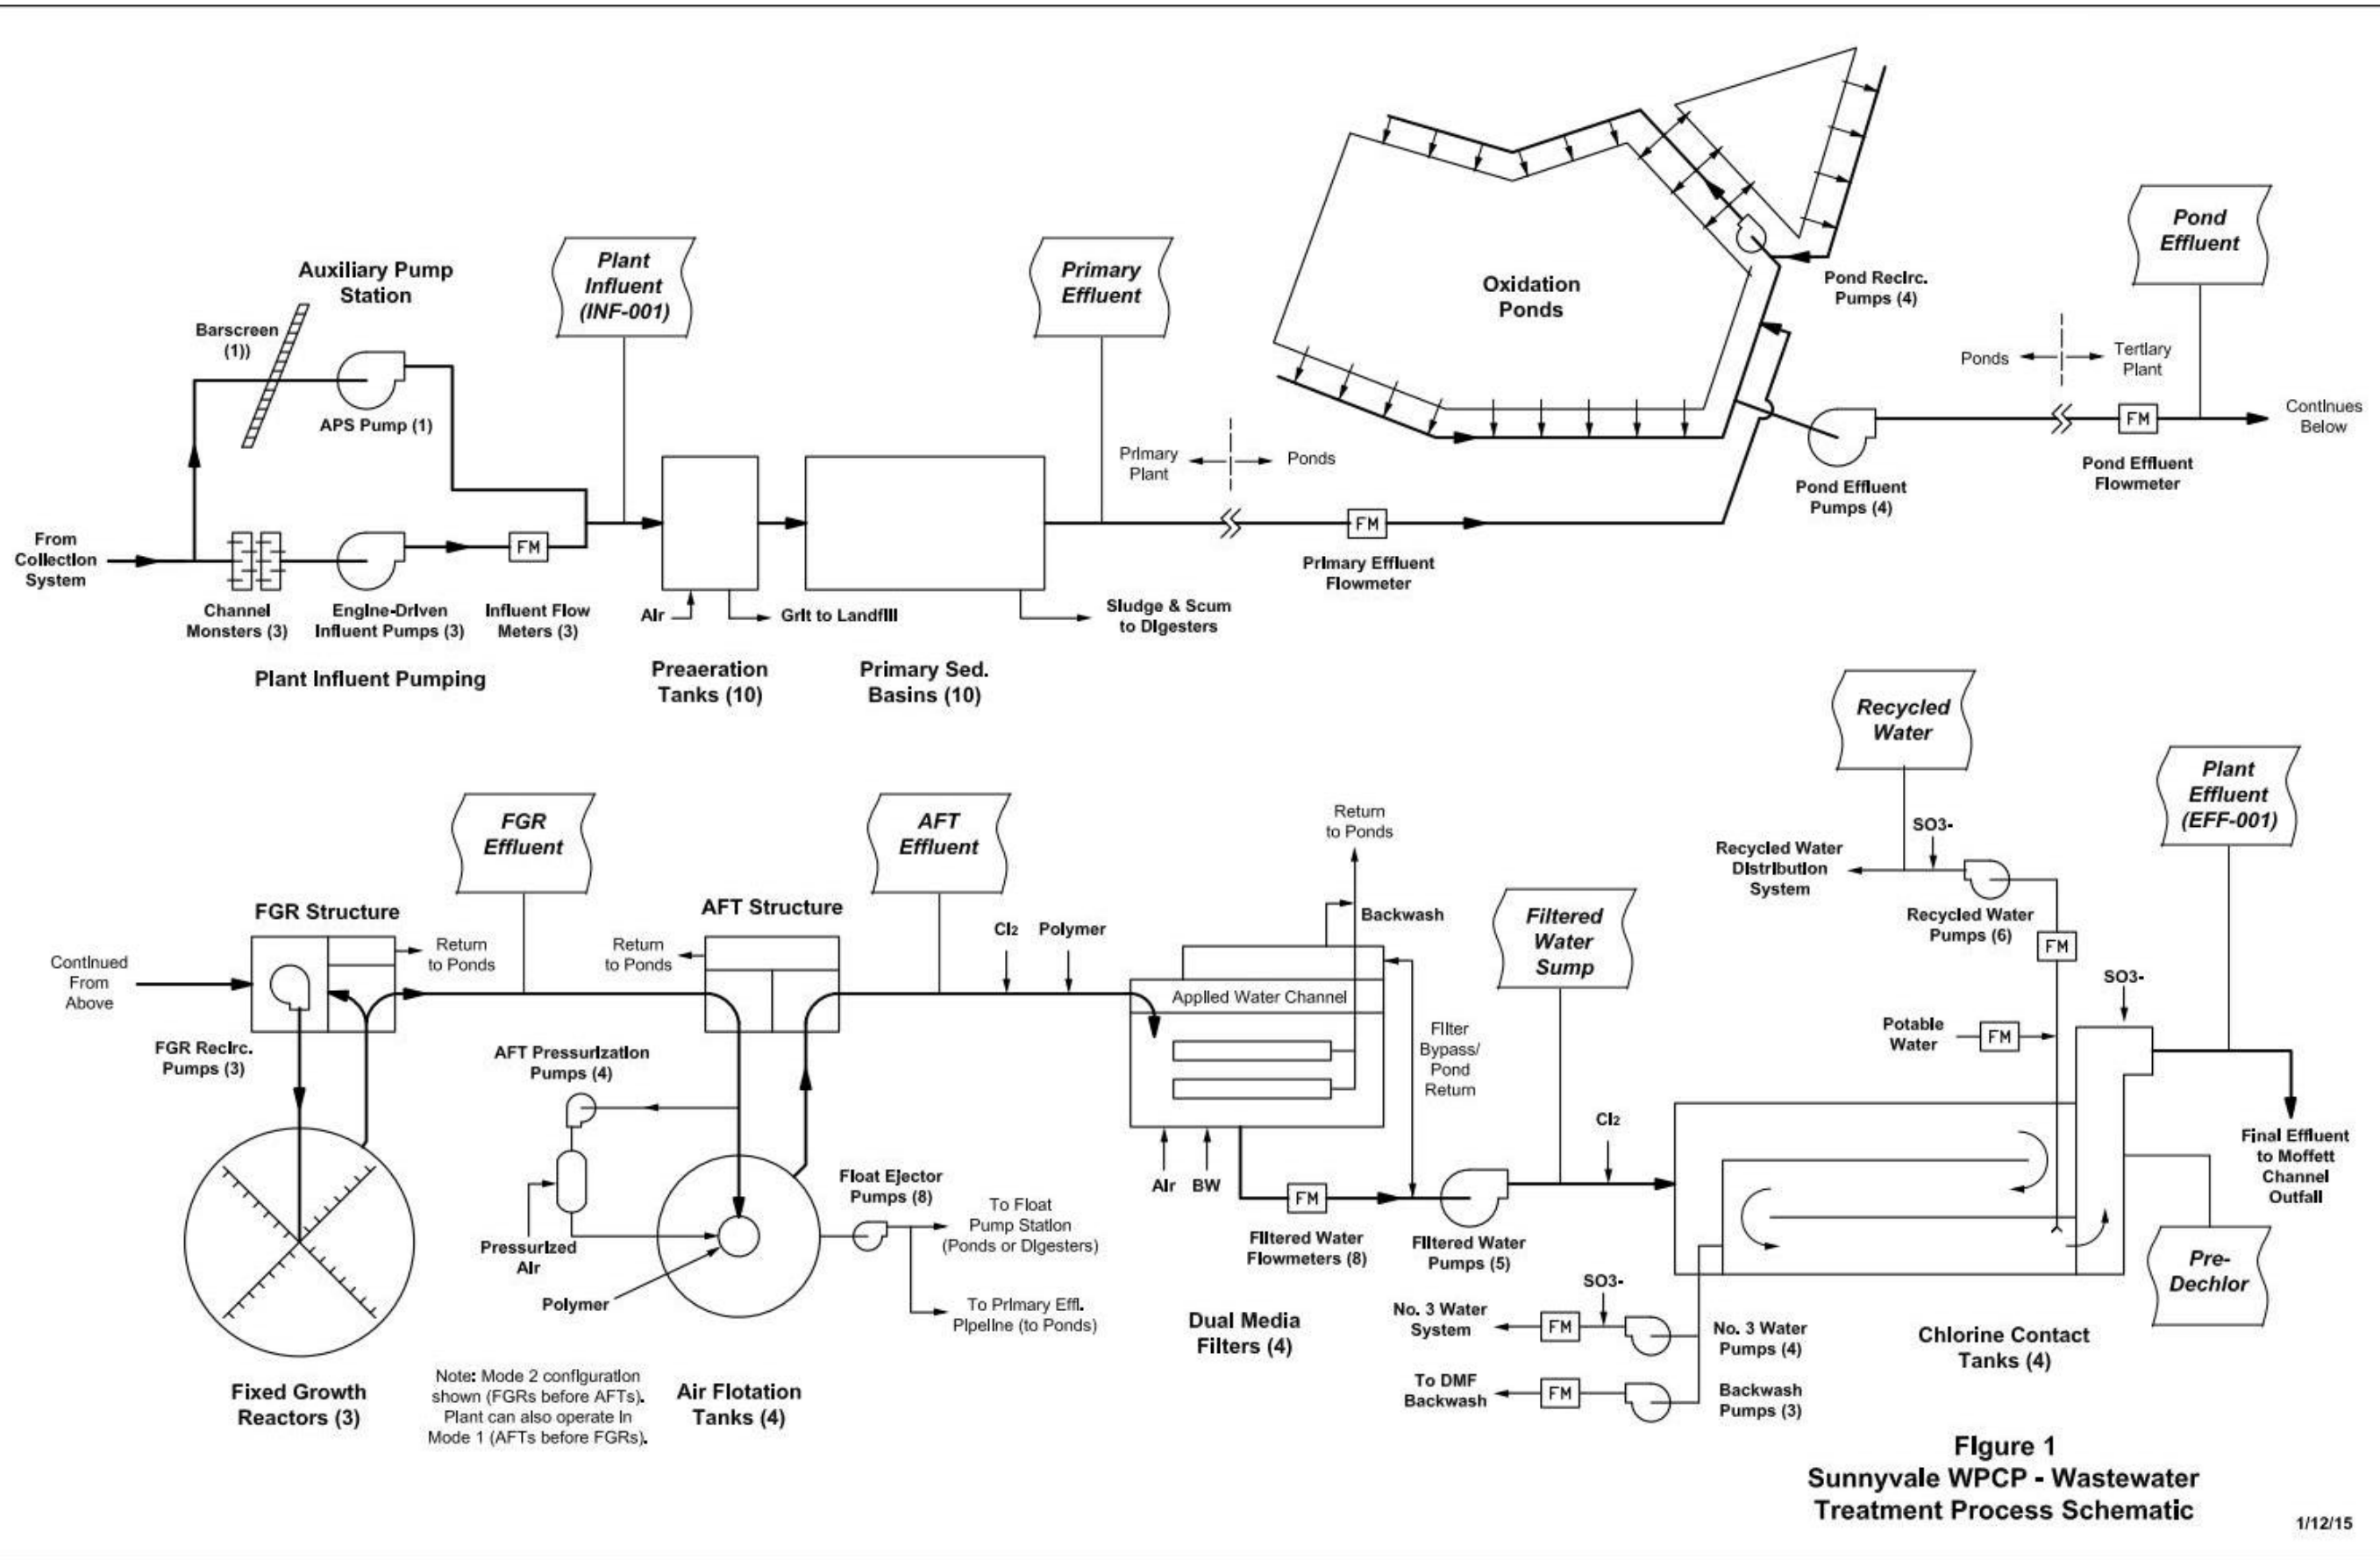 Auxiliary Pump
Station
Barscreen
(1))
APS Pump (1)
From
Collection
System
Channel
Monsters (3)
Engine-Driven
Influent Pumps (3)
FM
Influent Flow
Meters (3)
Plant Influent Pumping
Plant
Influent
(INF-001)
Air
Grit to Landfill
Preaeration
Tanks (10)
Primary Sed.
Basins (10)
Sludge & Scum
to Digesters
Primary
Effluent
Primary
Plant
Ponds
FM
Primary Effluent
Flowmeter
Oxidation
Ponds
Pond Recirc.
Pumps (4)
Pond Effluent
Pumps (4)
Ponds
Tertiary
Plant
Pond
Effluent
FM
Pond Effluent
Flowmeter
Continues
Below
Continued
From
Above
FGR Structure
FGR Recirc.
Pumps (3)
Return
to Ponds
FGR
Effluent
Fixed Growth
Reactors (3)
Note: Mode 2 configuration
shown (FGRs before AFTs).
Plant can also operate in
Mode 1 (AFTs before FGRs).
AFT Structure
Return
to Ponds
AFT Pressurization
Pumps (4)
Pressurized
Air
Polymer
Air Flotation
Tanks (4)
AFT
Effluent
Float Ejector
Pumps (8)
To Float
Pump Station
(Ponds or Digesters)
To Primary Effl.
Pipeline (to Ponds)
Cl2
Polymer
Return
to Ponds
Backwash
Applied Water Channel
Filter
Bypass/
Pond
Return
Air
BW
FM
Filtered Water
Flowmeters (8)
Dual Media
Filters (4)
Filtered
Water
Sump
Filtered Water
Pumps (5)
Cl2
Recycled
Water
SO3-
Recycled Water
Distribution
System
Recycled Water
Pumps (6)
FM
Potable
Water
FM
SO3-
Plant
Effluent
(EFF-001)
Final Effluent
to Moffett
Channel
Outfall
Pre-
Dechlor
SO3-
No. 3 Water
System
FM
No. 3 Water
Pumps (4)
To DMF
Backwash
FM
Backwash
Pumps (3)
Chlorine Contact
Tanks (4)
Figure 1
Sunnyvale WPCP - Wastewater
Treatment Process Schematic
1/12/15